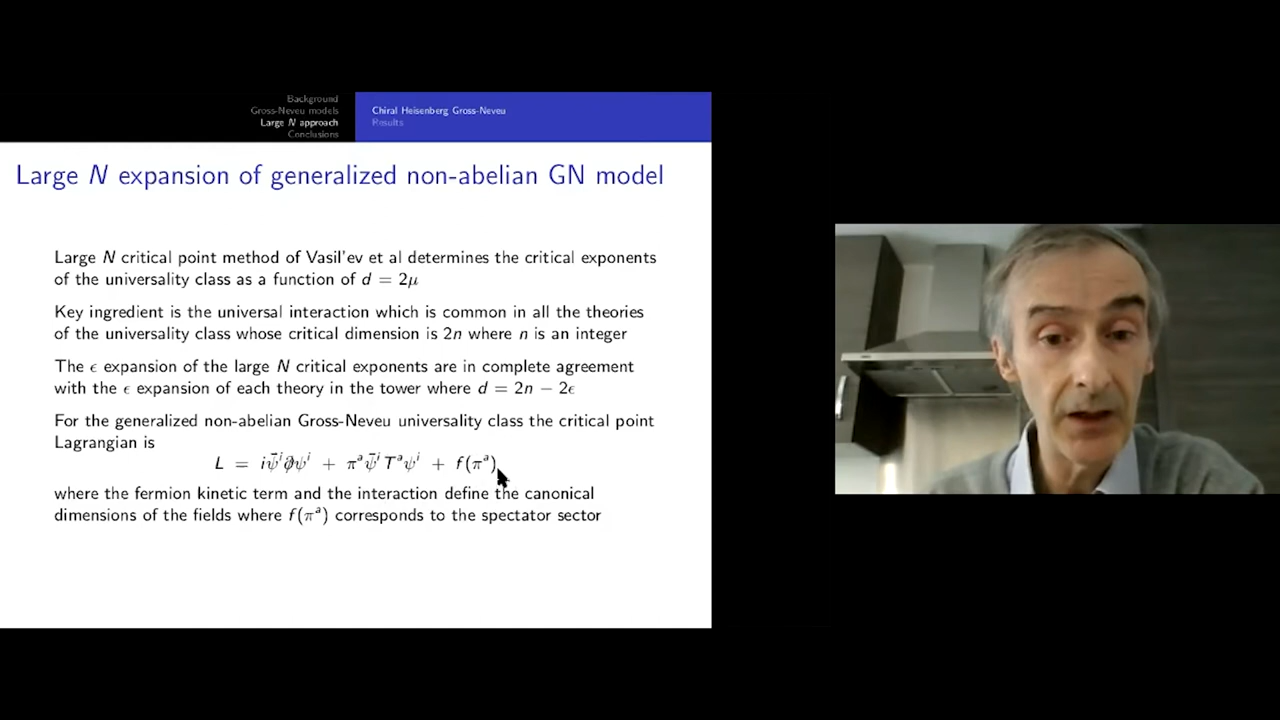 Background
Gross-Neveu models
Large N approach
Conclusions
Chiral Heisenberg Gross-Neveu
Results
Large N expansion of generalized non-abelian GN model
Large N critical point method of Vasil'ev et al determines the critical exponents
of the universality class as a function of d = 2μ
Key ingredient is the universal interaction which is common in all the theories
of the universality class whose critical dimension is 2n where n is an integer
The ϵ expansion of the large N critical exponents are in complete agreement
with the ϵ expansion of each theory in the tower where d = 2n − 2ϵ
For the generalized non-abelian Gross-Neveu universality class the critical point
Lagrangian is
L = iψ̄ⁱ∂̸ψⁱ + πᵃψ̄ⁱTᵃψⁱ + f(πᵃ)
where the fermion kinetic term and the interaction define the canonical
dimensions of the fields where f(πᵃ) corresponds to the spectator sector